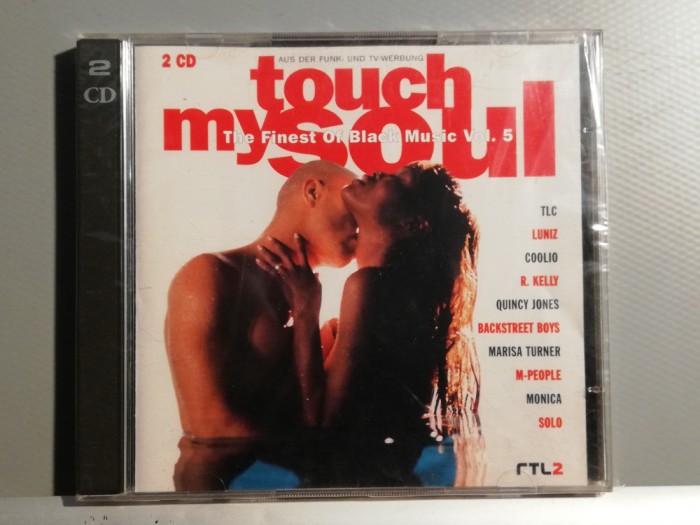 2
CD
2 CD
AUS DER FUNK- UND TV-WERBUNG
touch
my soul
The Finest Of Black Music Vol. 5
TLC
LUNIZ
COOLIO
R. KELLY
QUINCY JONES
BACKSTREET BOYS
MARISA TURNER
M-PEOPLE
MONICA
SOLO
RTL2